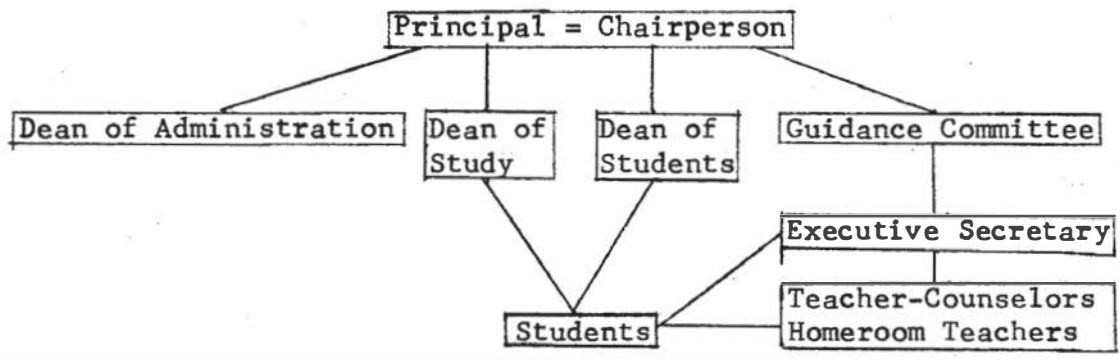 Principal = Chairperson
Dean of Administration
Dean of
Study
Dean of
Students
Guidance Committee
Executive Secretary
Teacher-Counselors
Homeroom Teachers
Students